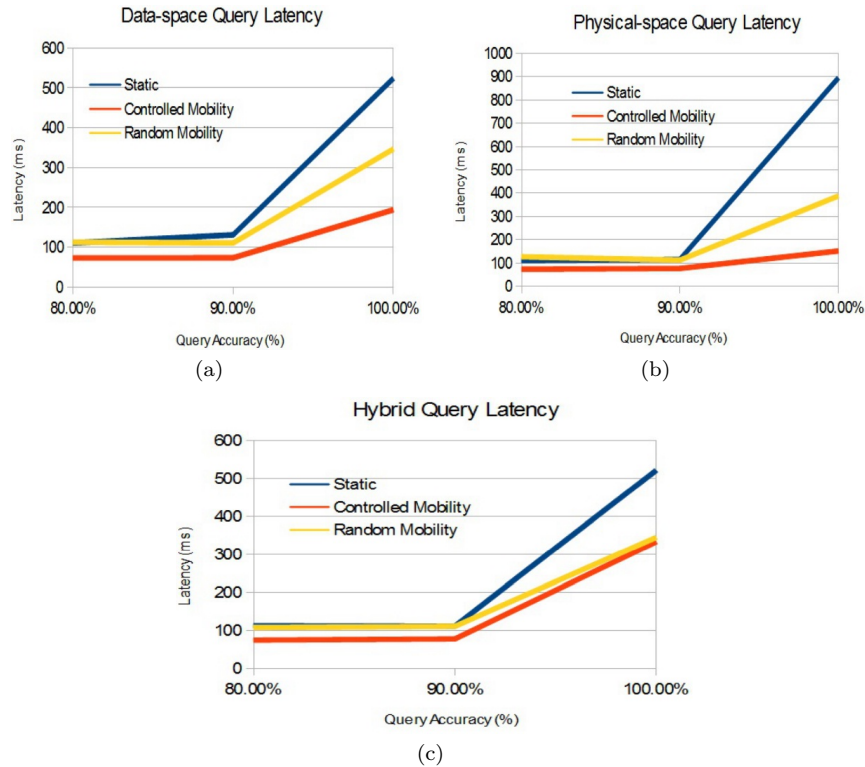 Data-space Query Latency
600
500
400
300
200
100
0
Latency (ms)
Static
Controlled Mobility
Random Mobility
80.00%
90.00%
100.00%
Query Accuracy (%)
(a)
Physical-space Query Latency
1000
900
800
700
600
500
400
300
200
100
0
Latency (ms)
Static
Controlled Mobility
Random Mobility
80.00%
90.00%
100.00%
Query Accuracy (%)
(b)
Hybrid Query Latency
600
500
400
300
200
100
0
Latency (ms)
Static
Controlled Mobility
Random Mobility
80.00%
90.00%
100.00%
Query Accuracy (%)
(c)